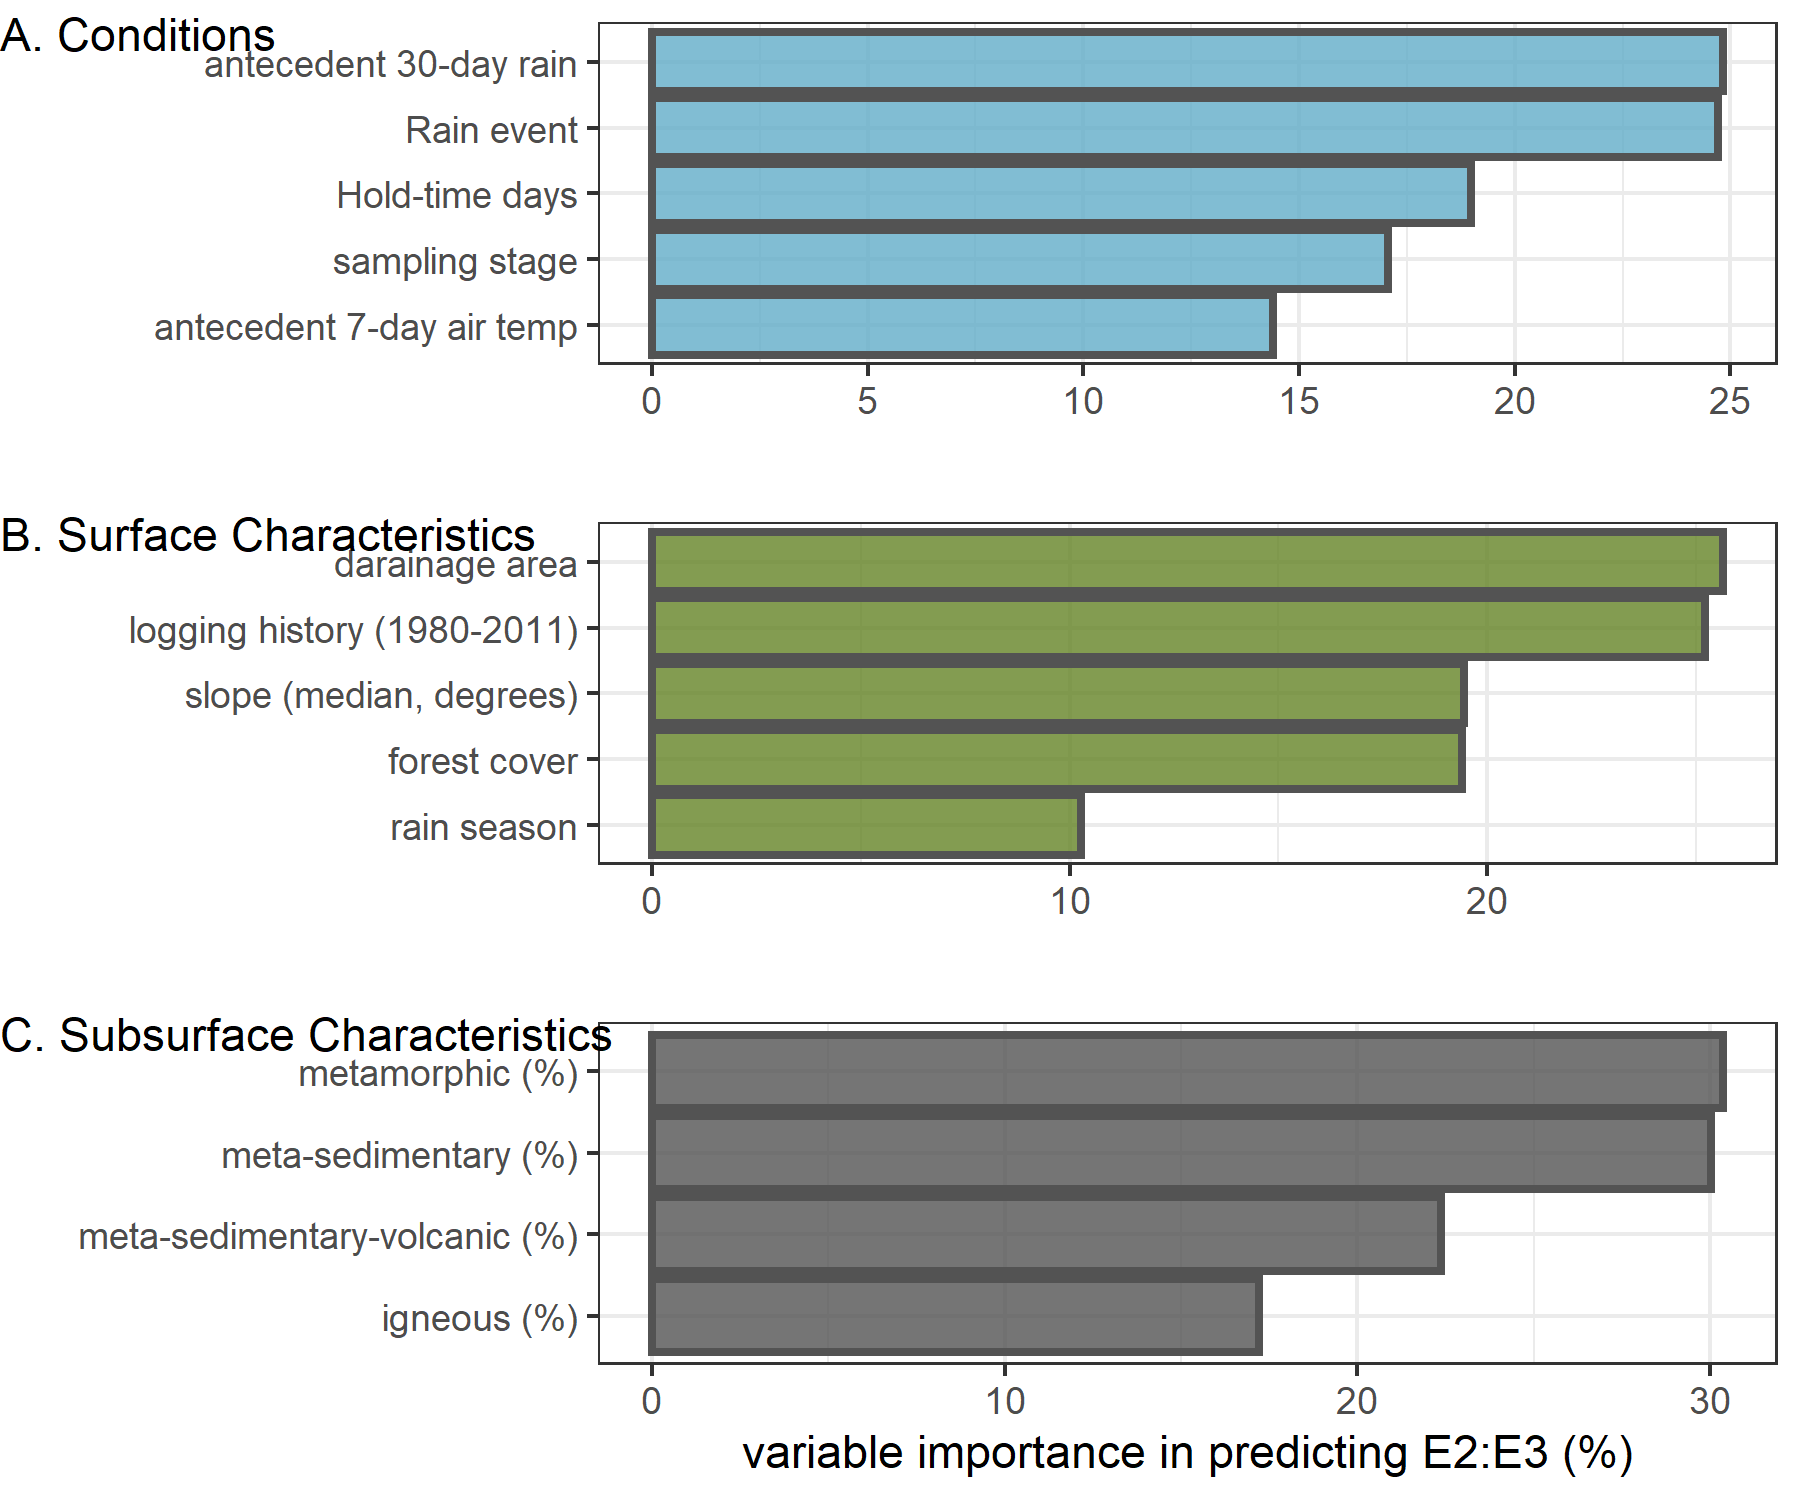 A. Conditions
antecedent 30-day rain
Rain event
Hold-time days
sampling stage
antecedent 7-day air temp
0 5 10 15 20 25
B. Surface Characteristics
darainage area
logging history (1980-2011)
slope (median, degrees)
forest cover
rain season
0 10 20
C. Subsurface Characteristics
metamorphic (%)
meta-sedimentary (%)
meta-sedimentary-volcanic (%)
igneous (%)
0 10 20 30
variable importance in predicting E2:E3 (%)